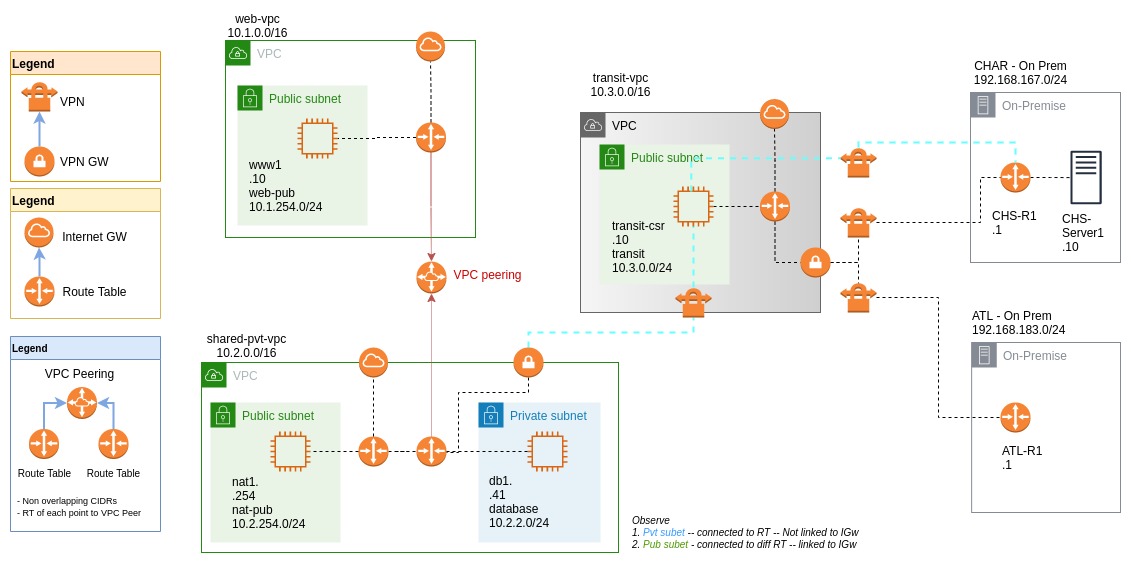 web-vpc
10.1.0.0/16
VPC
Public subnet
www1
.10
web-pub
10.1.254.0/24
Legend
VPN
VPN GW
Legend
Internet GW
Route Table
Legend
VPC Peering
Route Table
Route Table
- Non overlapping CIDRs
- RT of each point to VPC Peer
VPC peering
shared-pvt-vpc
10.2.0.0/16
VPC
Public subnet
nat1.
.254
nat-pub
10.2.254.0/24
Private subnet
db1.
.41
database
10.2.2.0/24
transit-vpc
10.3.0.0/16
VPC
Public subnet
transit-csr
.10
transit
10.3.0.0/24
CHAR - On Prem
192.168.167.0/24
On-Premise
CHS-R1
.1
CHS-
Server1
.10
ATL - On Prem
192.168.183.0/24
On-Premise
ATL-R1
.1
Observe
1. Pvt subet -- connected to RT -- Not linked to IGw
2. Pub subet - connected to diff RT -- linked to IGw